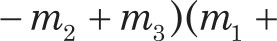 − m₂ + m₃)(m₁ +